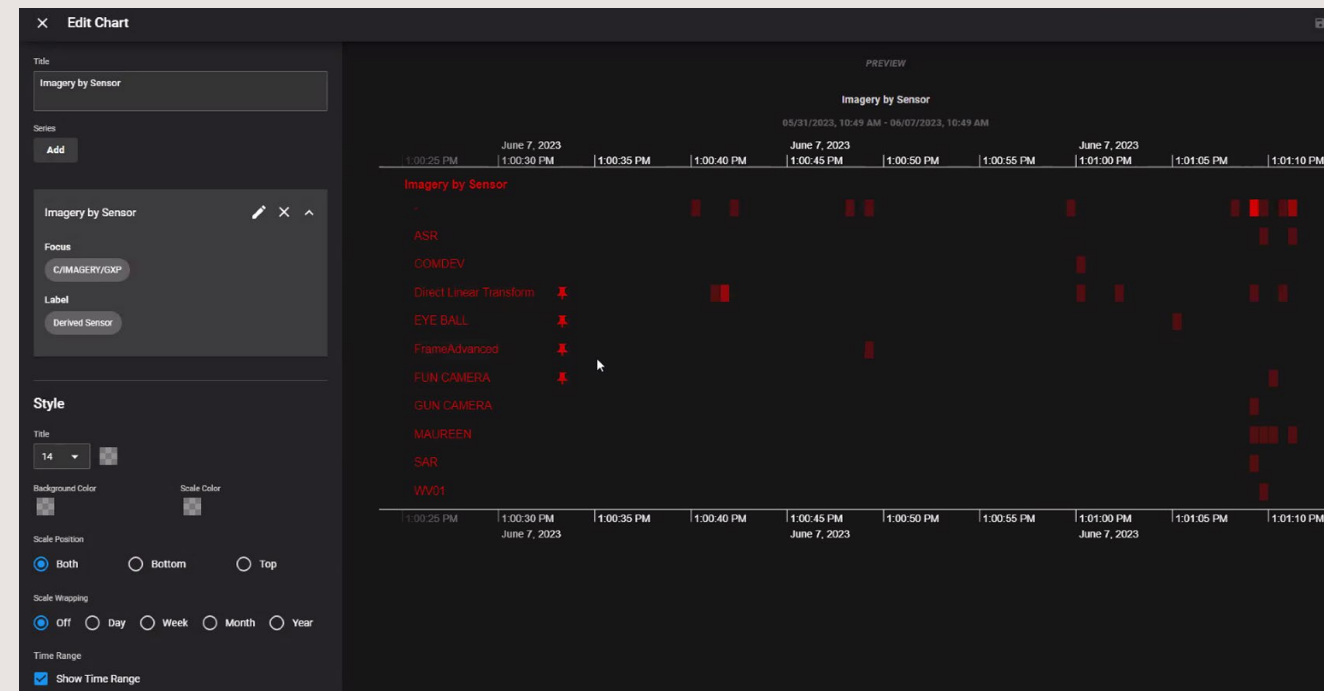 Edit Chart
Title
Imagery by Sensor
Series
Add
Imagery by Sensor
Focus
C/IMAGERY/GXP
Label
Derived Sensor
Style
Title
14
Background Color Scale Color
Scale Position
Both Bottom Top
Scale Wrapping
Off Day Week Month Year
Time Range
Show Time Range
PREVIEW
Imagery by Sensor
05/31/2023, 10:49 AM - 06/07/2023, 10:49 AM
June 7, 2023 June 7, 2023 June 7, 2023
1:00:25 PM 1:00:30 PM 1:00:35 PM 1:00:40 PM 1:00:45 PM 1:00:50 PM 1:00:55 PM 1:01:00 PM 1:01:05 PM 1:01:10 PM
Imagery by Sensor
-
ASR
COMDEV
Direct Linear Transform
EYE BALL
FrameAdvanced
FUN CAMERA
GUN CAMERA
MAUREEN
SAR
WV01
1:00:25 PM 1:00:30 PM 1:00:35 PM 1:00:40 PM 1:00:45 PM 1:00:50 PM 1:00:55 PM 1:01:00 PM 1:01:05 PM 1:01:10 PM
June 7, 2023 June 7, 2023 June 7, 2023